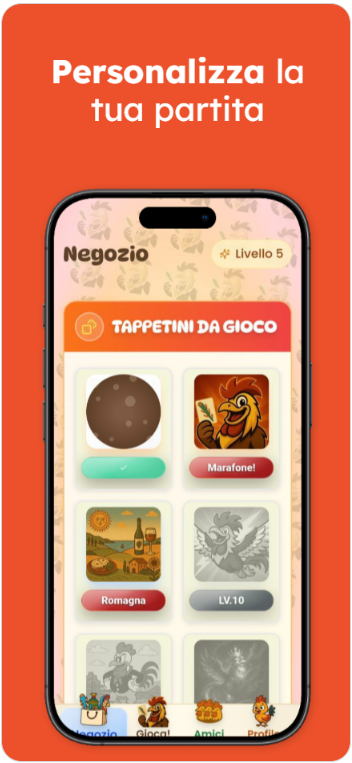 Personalizza la
tua partita
Negozio
Livello 5
TAPPETINI DA GIOCO
Marafone!
Romagna
LV.10
Negozio
Gioca!
Amici
Profilo